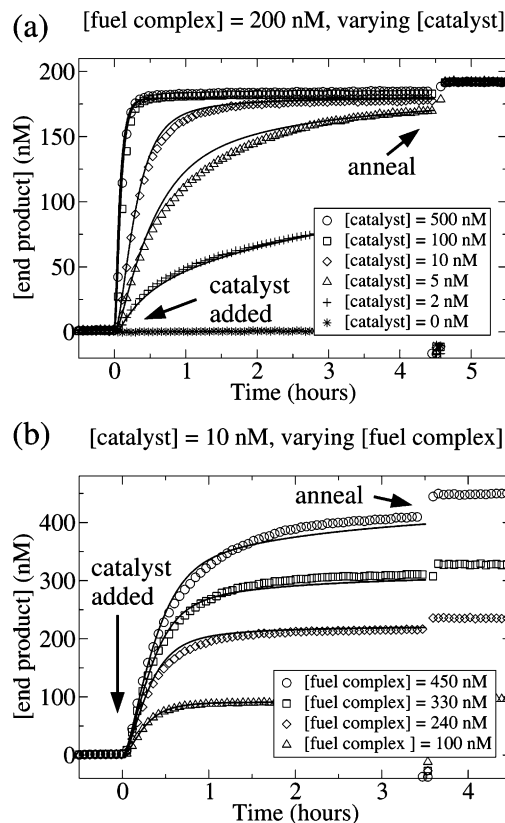 (a) [fuel complex] = 200 nM, varying [catalyst]
[end product] (nM)
200
150
100
50
0
anneal
catalyst
added
[catalyst] = 500 nM
[catalyst] = 100 nM
[catalyst] = 10 nM
[catalyst] = 5 nM
[catalyst] = 2 nM
[catalyst] = 0 nM
0 1 2 3 4 5
Time (hours)
(b) [catalyst] = 10 nM, varying [fuel complex]
[end product] (nM)
400
300
200
100
0
anneal
catalyst
added
[fuel complex] = 450 nM
[fuel complex] = 330 nM
[fuel complex] = 240 nM
[fuel complex ] = 100 nM
0 1 2 3 4
Time (hours)